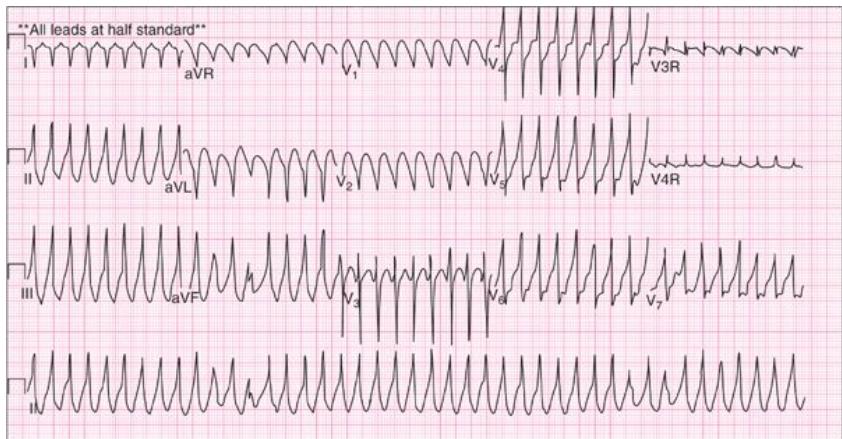 **All leads at half standard**
I
aVR
V1
V4
V3R
II
aVL
V2
V5
V4R
III
aVF
V3
V6
V7
II